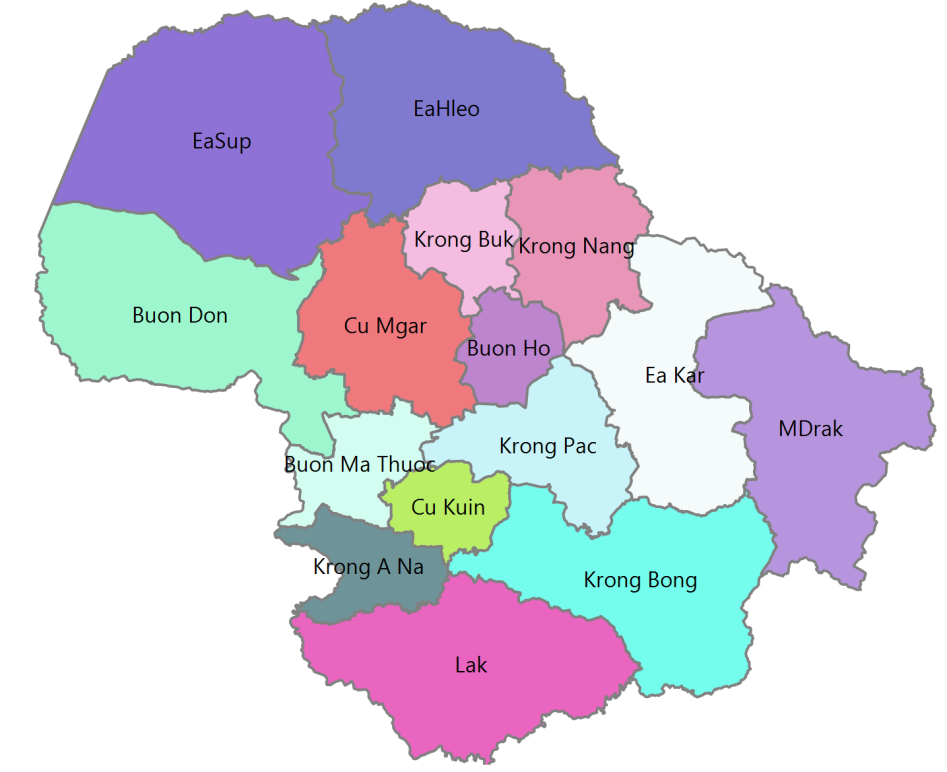 EaHleo
EaSup
Krong Buk
Krong Nang
Buon Don
Cu Mgar
Buon Ho
Ea Kar
MDrak
Krong Pac
Buon Ma Thuoc
Cu Kuin
Krong A Na
Krong Bong
Lak